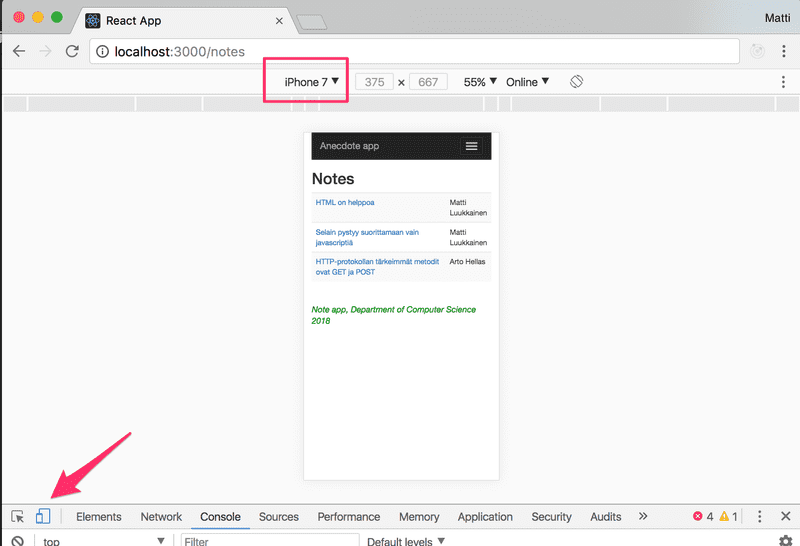 React App
Matti
localhost:3000/notes
iPhone 7 375 × 667 55% Online
Anecdote app
Notes
HTML on helppoa Matti
Luukkainen
Selain pystyy suorittamaan vain Matti
javascriptiä Luukkainen
HTTP-protokollan tärkeimmät metodit Arto Hellas
ovat GET ja POST
Note app, Department of Computer Science
2018
Elements Network Console Sources Performance Memory Application Security Audits » 4 1
top Filter Default levels